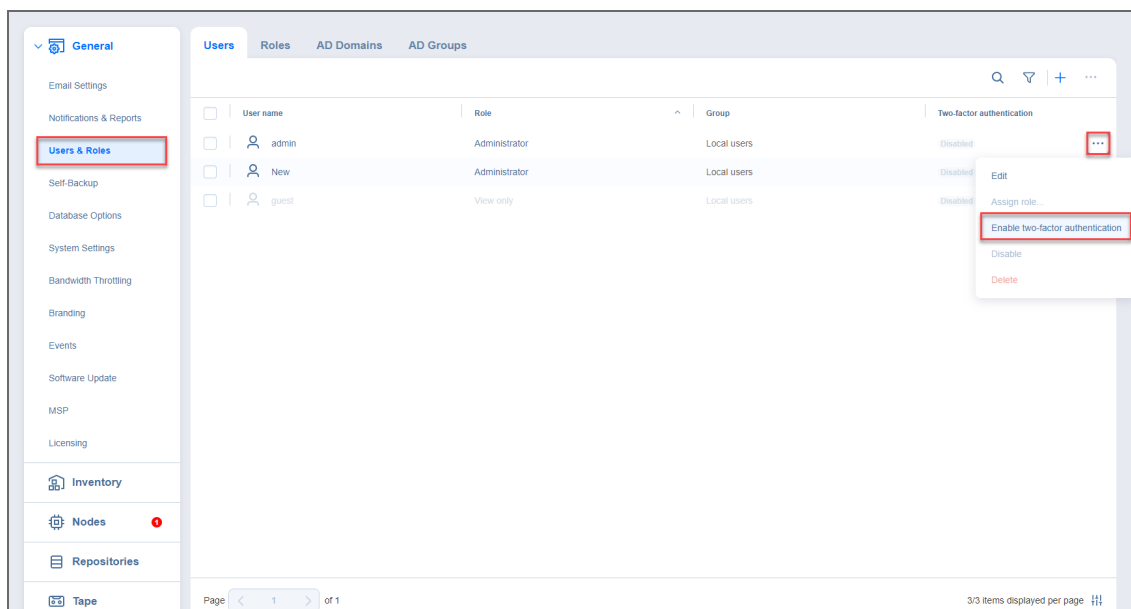 General
Email Settings
Notifications & Reports
Users & Roles
Self-Backup
Database Options
System Settings
Bandwidth Throttling
Branding
Events
Software Update
MSP
Licensing
Inventory
Nodes 1
Repositories
Tape
Users Roles AD Domains AD Groups
User name Role Group Two-factor authentication
admin Administrator Local users Disabled
New Administrator Local users Disabled
guest View only Local users Disabled
Edit
Assign role...
Enable two-factor authentication
Disable
Delete
Page 1 of 1 3/3 items displayed per page